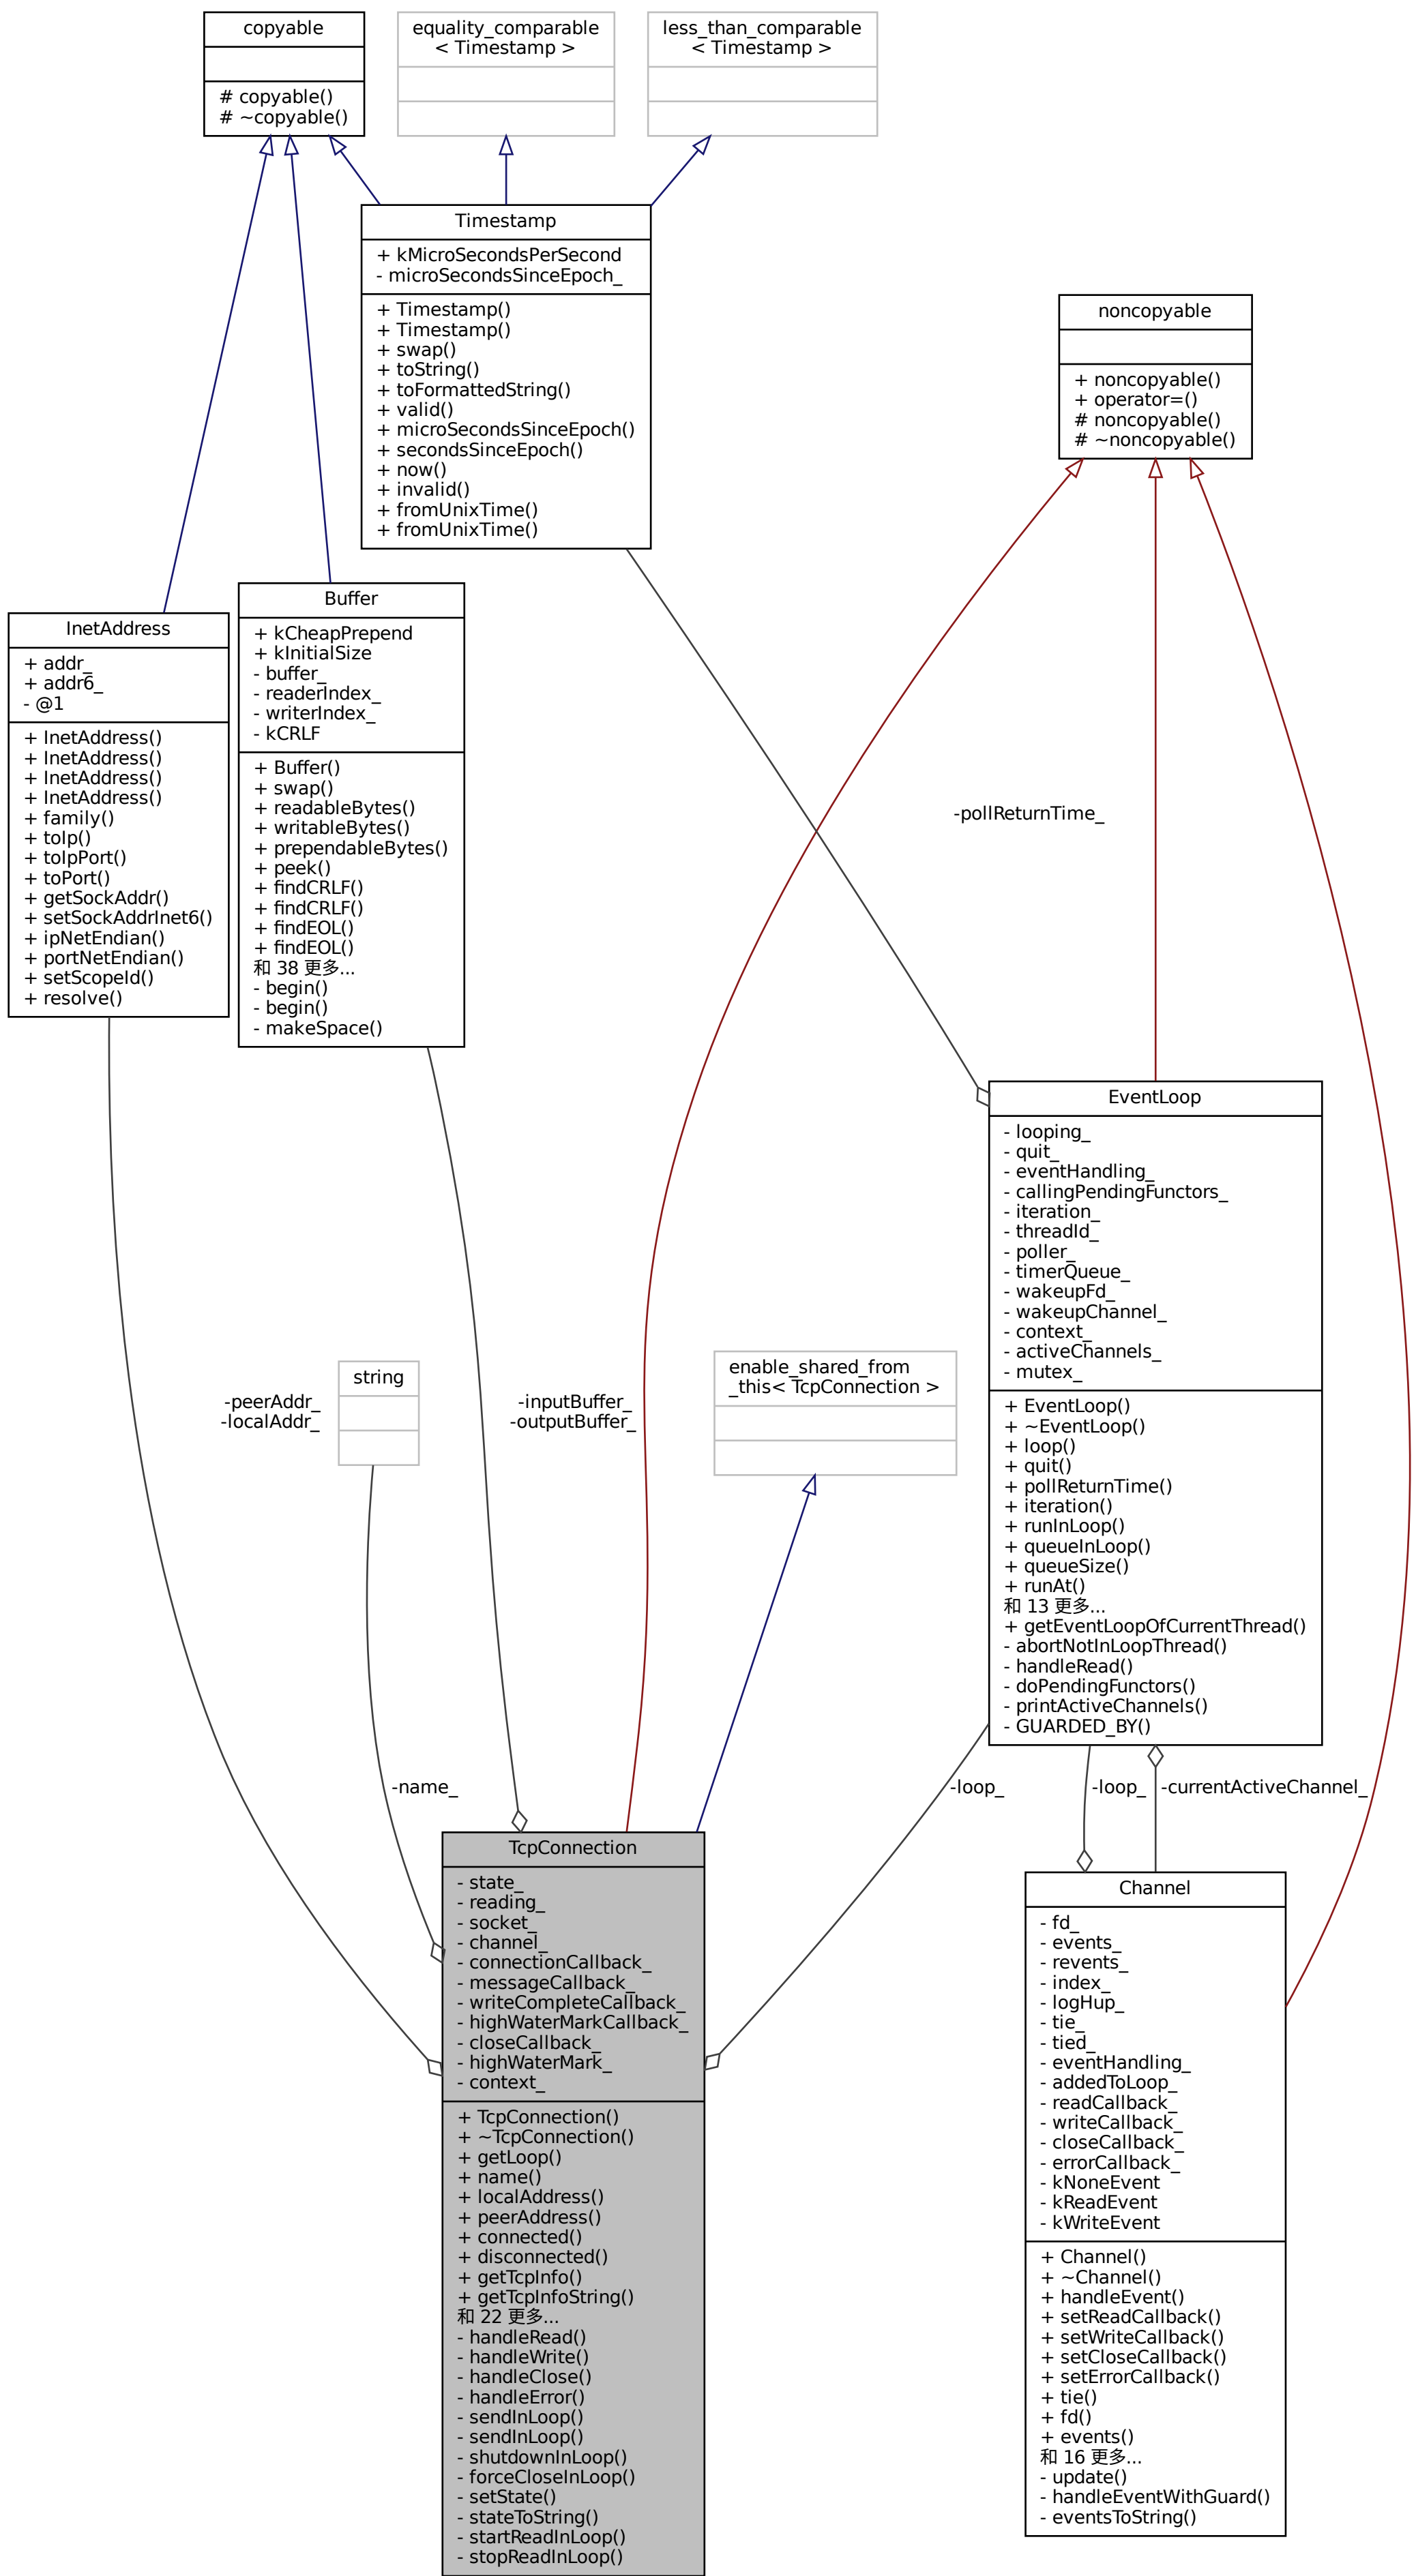 copyable
# copyable()
# ~copyable()
equality_comparable
< Timestamp >
less_than_comparable
< Timestamp >
Timestamp
+ kMicroSecondsPerSecond
- microSecondsSinceEpoch_
+ Timestamp()
+ Timestamp()
+ swap()
+ toString()
+ toFormattedString()
+ valid()
+ microSecondsSinceEpoch()
+ secondsSinceEpoch()
+ now()
+ invalid()
+ fromUnixTime()
+ fromUnixTime()
noncopyable
+ noncopyable()
+ operator=()
# noncopyable()
# ~noncopyable()
InetAddress
+ addr_
+ addr6_
- @1
+ InetAddress()
+ InetAddress()
+ InetAddress()
+ InetAddress()
+ family()
+ toIp()
+ toIpPort()
+ toPort()
+ getSockAddr()
+ setSockAddrInet6()
+ ipNetEndian()
+ portNetEndian()
+ setScopeId()
+ resolve()
Buffer
+ kCheapPrepend
+ kInitialSize
- buffer_
- readerIndex_
- writerIndex_
- kCRLF
+ Buffer()
+ swap()
+ readableBytes()
+ writableBytes()
+ prependableBytes()
+ peek()
+ findCRLF()
+ findCRLF()
+ findEOL()
+ findEOL()
和 38 更多...
- begin()
- begin()
- makeSpace()
-pollReturnTime_
EventLoop
- looping_
- quit_
- eventHandling_
- callingPendingFunctors_
- iteration_
- threadId_
- poller_
- timerQueue_
- wakeupFd_
- wakeupChannel_
- context_
- activeChannels_
- mutex_
+ EventLoop()
+ ~EventLoop()
+ loop()
+ quit()
+ pollReturnTime()
+ iteration()
+ runInLoop()
+ queueInLoop()
+ queueSize()
+ runAt()
和 13 更多...
+ getEventLoopOfCurrentThread()
- abortNotInLoopThread()
- handleRead()
- doPendingFunctors()
- printActiveChannels()
- GUARDED_BY()
-peerAddr_
-localAddr_
string
-inputBuffer_
-outputBuffer_
enable_shared_from
_this< TcpConnection >
-name_
-loop_
-loop_
-currentActiveChannel_
TcpConnection
- state_
- reading_
- socket_
- channel_
- connectionCallback_
- messageCallback_
- writeCompleteCallback_
- highWaterMarkCallback_
- closeCallback_
- highWaterMark_
- context_
+ TcpConnection()
+ ~TcpConnection()
+ getLoop()
+ name()
+ localAddress()
+ peerAddress()
+ connected()
+ disconnected()
+ getTcpInfo()
+ getTcpInfoString()
和 22 更多...
- handleRead()
- handleWrite()
- handleClose()
- handleError()
- sendInLoop()
- sendInLoop()
- shutdownInLoop()
- forceCloseInLoop()
- setState()
- stateToString()
- startReadInLoop()
- stopReadInLoop()
Channel
- fd_
- events_
- revents_
- index_
- logHup_
- tie_
- tied_
- eventHandling_
- addedToLoop_
- readCallback_
- writeCallback_
- closeCallback_
- errorCallback_
- kNoneEvent
- kReadEvent
- kWriteEvent
+ Channel()
+ ~Channel()
+ handleEvent()
+ setReadCallback()
+ setWriteCallback()
+ setCloseCallback()
+ setErrorCallback()
+ tie()
+ fd()
+ events()
和 16 更多...
- update()
- handleEventWithGuard()
- eventsToString()